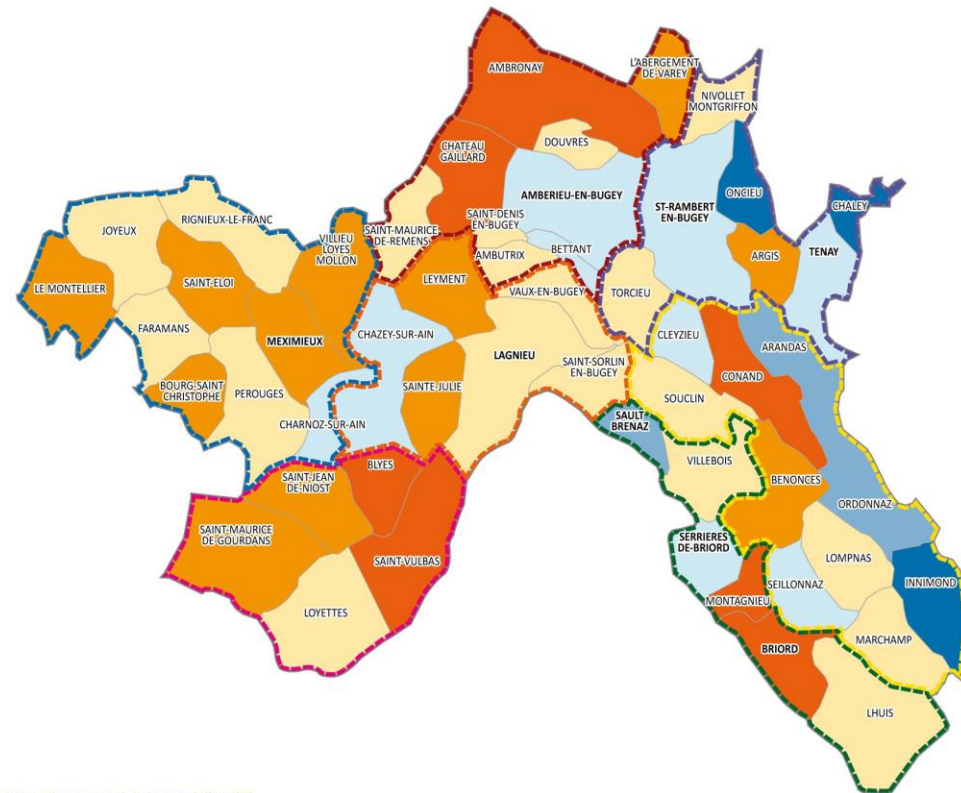 AMBRONAY
L'ABERGEMENT
DE-VAREY
NIVOLLET
MONTGRIFFON
DOUVRES
CHATEAU
GAILLARD
AMBERIEU-EN-BUGEY
ST-RAMBERT
EN-BUGEY
ONCIEU
CHALEY
JOYEUX
RIGNIEUX-LE-FRANC
VILLIEU
LOYES
MOLLON
SAINT-MAURICE
DE-REMENS
SAINT-DENIS
EN-BUGEY
AMBUTRIX
BETTANT
ARGIS
TENAY
LE MONTELLIER
SAINT-ELOI
LEYMENT
VAUX-EN-BUGEY
TORCIEU
FARAMANS
MEXIMIEUX
CHAZEY-SUR-AIN
LAGNIEU
SAINT-SORLIN
EN-BUGEY
CLEYZIEU
ARANDAS
CONAND
BOURG-SAINT
CHRISTOPHE
PEROUGES
SAINTE-JULIE
SOUCLIN
CHARNOZ-SUR-AIN
SAULT
BRENAZ
VILLEBOIS
BLYES
SAINT-JEAN
DE-NIOST
BENONCES
ORDONNAZ
SAINT-MAURICE
DE-GOURDANS
SAINT-VULBAS
SERRIERES
DE-BRIORD
LOMPNAS
SEILLONNAZ
INNIMOND
LOYETTES
MONTAGNIEU
MARCHAMP
BRIORD
LHUIS